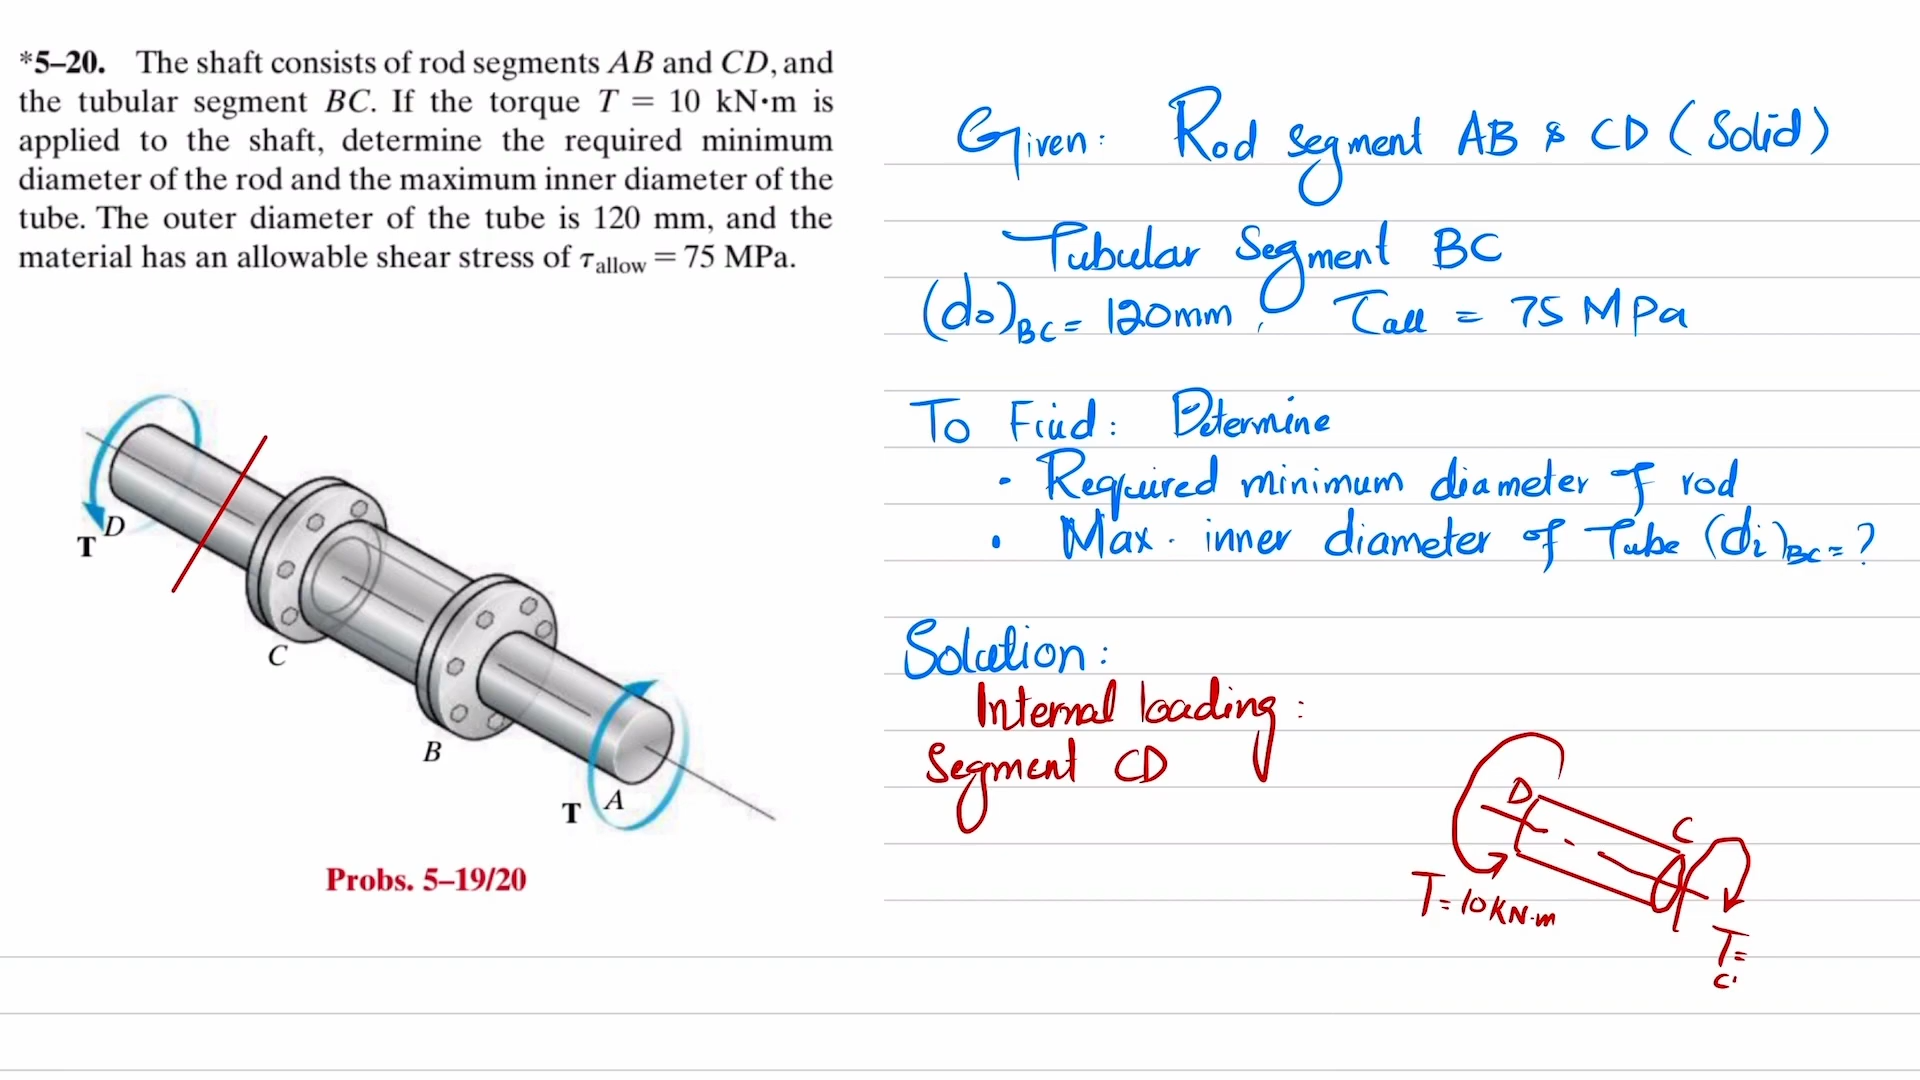 *5–20. The shaft consists of rod segments AB and CD, and
the tubular segment BC. If the torque T = 10 kN·m is
applied to the shaft, determine the required minimum
diameter of the rod and the maximum inner diameter of the
tube. The outer diameter of the tube is 120 mm, and the
material has an allowable shear stress of τallow = 75 MPa.
D
T
C
B
A
T
Probs. 5–19/20
Given: Rod segment AB & CD (Solid)
Tubular Segment BC
(do)BC = 120mm, τall = 75 MPa
To Find: Determine
• Required minimum diameter of rod
• Max. inner diameter of Tube (di)BC = ?
Solution:
Internal loading:
Segment CD
D
C
T=10KN·m
T=